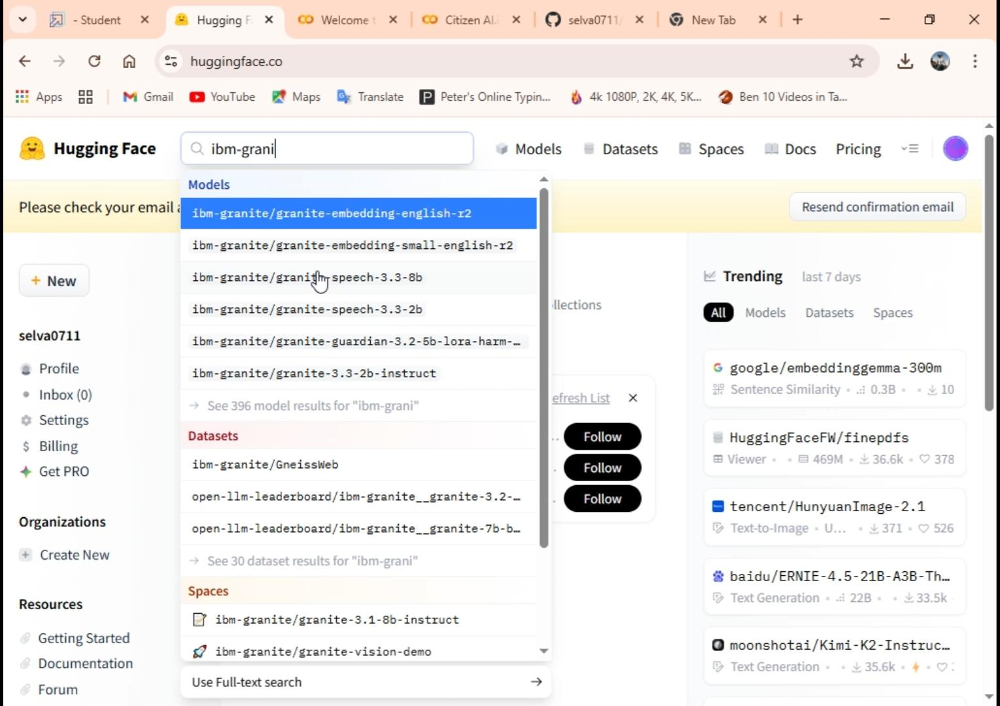 - Student
Hugging F
Welcome t
Citizen AI.i
selva0711/
New Tab
huggingface.co
Apps
Gmail
YouTube
Maps
Translate
P
Peter's Online Typin...
4k 1080P, 2K, 4K, 5K...
Ben 10 Videos in Ta...
Hugging Face
ibm-grani
Models
Datasets
Spaces
Docs
Pricing
Please check your email a
Resend confirmation email
Models
ibm-granite/granite-embedding-english-r2
ibm-granite/granite-embedding-small-english-r2
ibm-granite/granite-speech-3.3-8b
ibm-granite/granite-speech-3.3-2b
ibm-granite/granite-guardian-3.2-5b-lora-harm-…
ibm-granite/granite-3.3-2b-instruct
→ See 396 model results for "ibm-grani"
Datasets
ibm-granite/GneissWeb
open-llm-leaderboard/ibm-granite__granite-3.2-…
open-llm-leaderboard/ibm-granite__granite-7b-b…
→ See 30 dataset results for "ibm-grani"
Spaces
ibm-granite/granite-3.1-8b-instruct
ibm-granite/granite-vision-demo
Use Full-text search →
+ New
selva0711
Profile
Inbox (0)
Settings
$ Billing
Get PRO
Organizations
+ Create New
Resources
Getting Started
Documentation
Forum
llections
efresh List
Follow
Follow
Follow
Trending last 7 days
All Models Datasets Spaces
google/embeddinggemma-300m
Sentence Similarity • 0.3B • • 10
HuggingFaceFW/finepdfs
Viewer • • 469M • 36.6k • 378
tencent/HunyuanImage-2.1
Text-to-Image • U… • 371 • 526
baidu/ERNIE-4.5-21B-A3B-Th…
Text Generation • 22B • • 33.5k
moonshotai/Kimi-K2-Instruc…
Text Generation • • 35.6k •